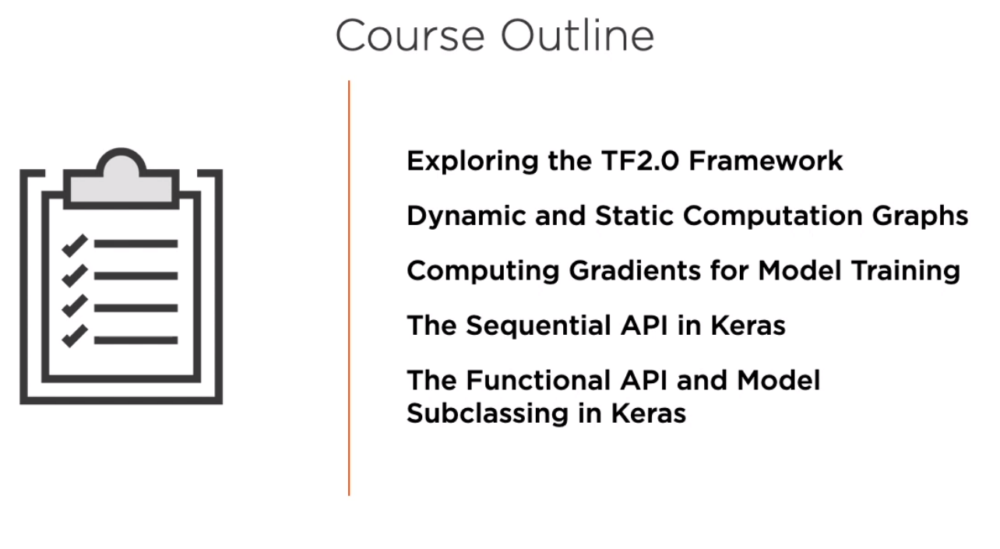 Course Outline
Exploring the TF2.0 Framework
Dynamic and Static Computation Graphs
Computing Gradients for Model Training
The Sequential API in Keras
The Functional API and Model
Subclassing in Keras